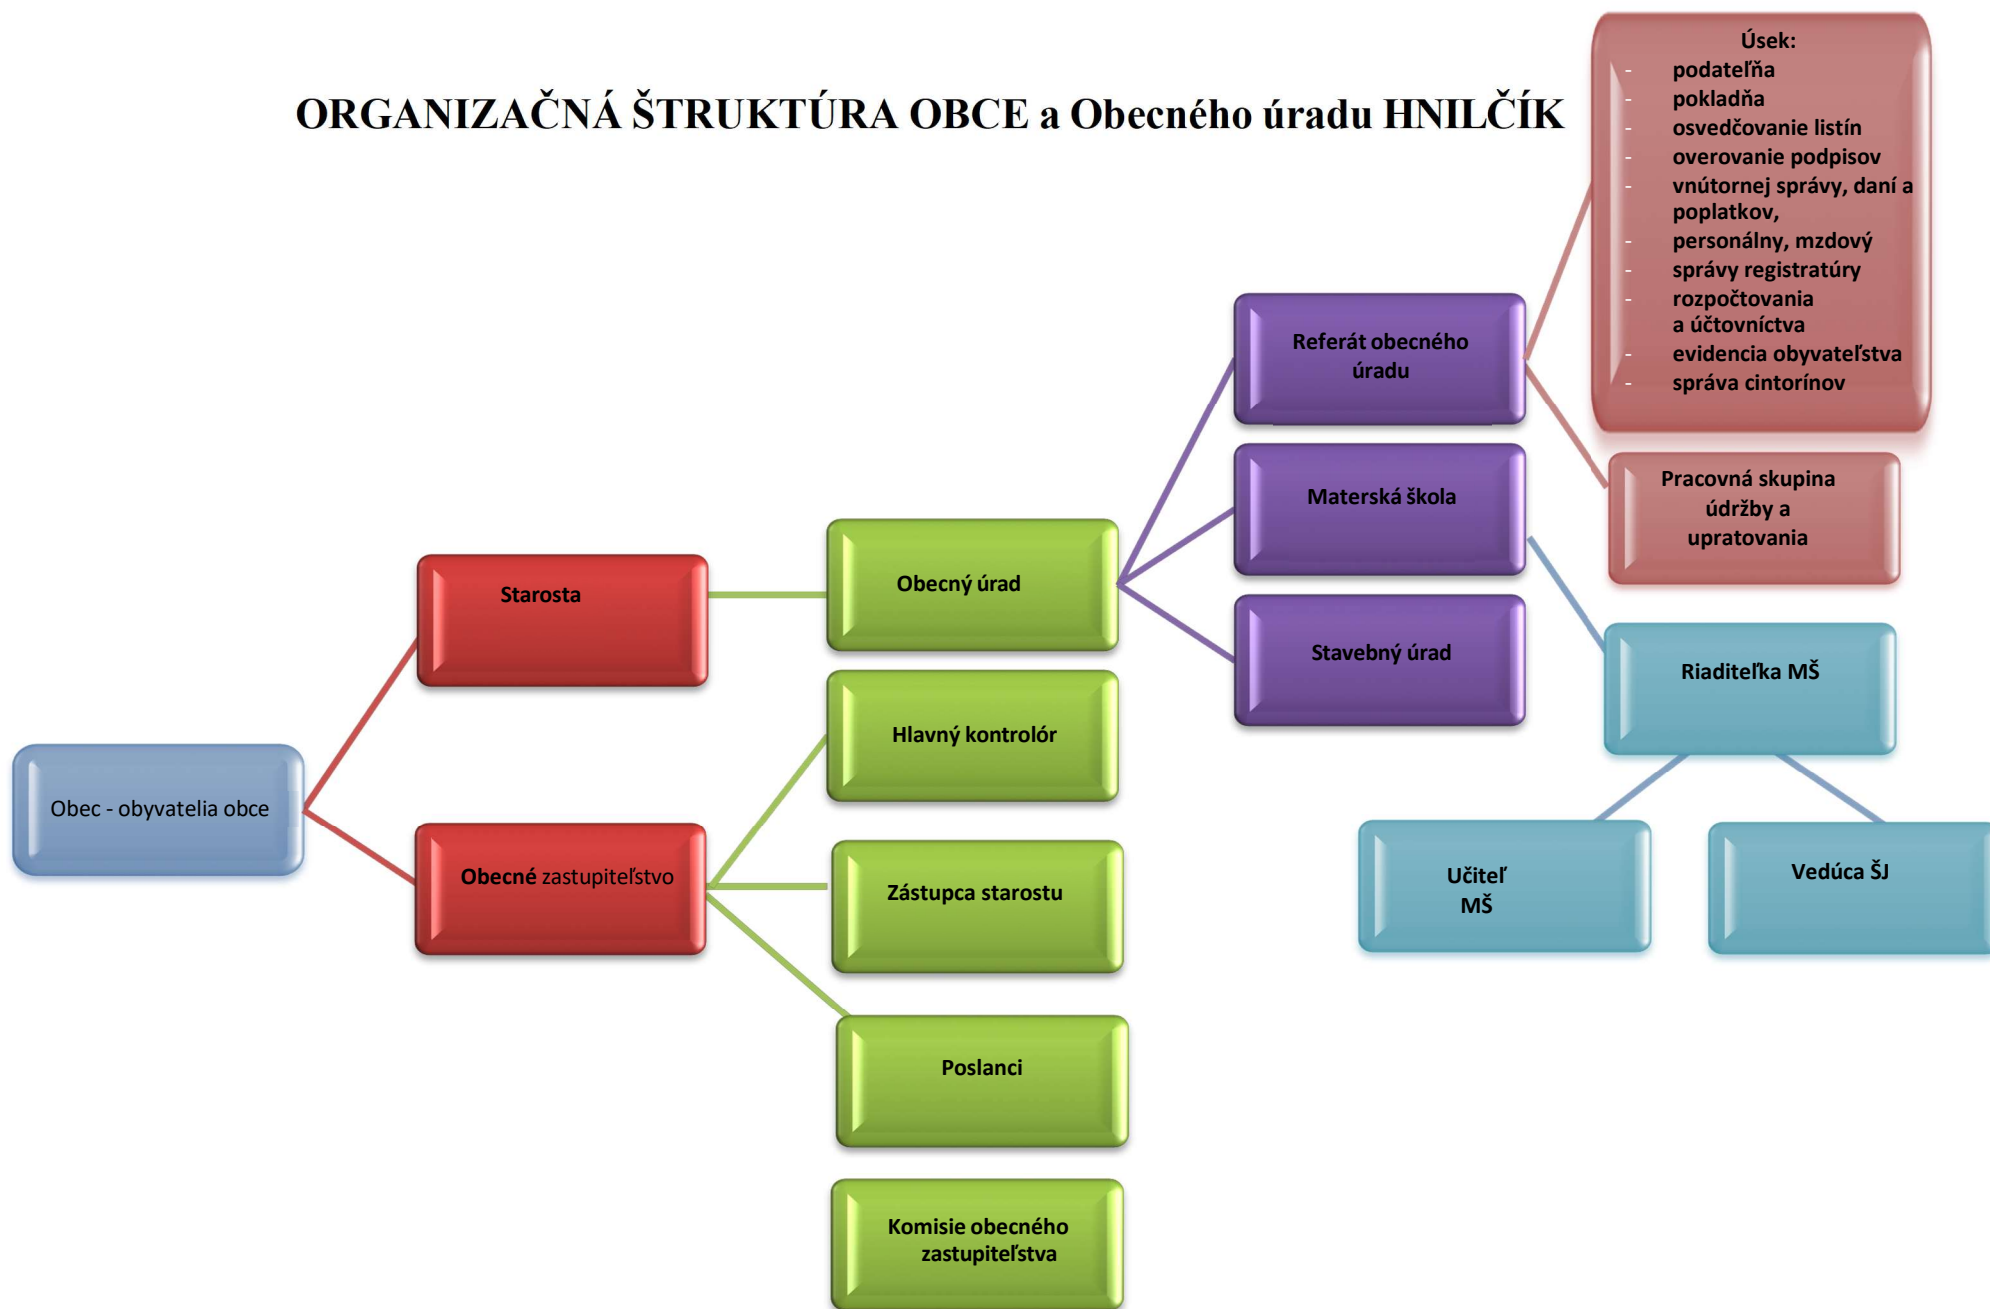 ORGANIZAČNÁ ŠTRUKTÚRA OBCE a Obecného úradu HNILČÍK
Úsek:
- podateľňa
- pokladňa
- osvedčovanie listín
- overovanie podpisov
- vnútornej správy, daní a
poplatkov,
- personálny, mzdový
- správy registratúry
- rozpočtovania
a účtovníctva
- evidencia obyvateľstva
- správa cintorínov
Referát obecného
úradu
Pracovná skupina
údržby a
upratovania
Materská škola
Stavebný úrad
Riaditeľka MŠ
Učiteľ
MŠ
Vedúca ŠJ
Starosta
Obecný úrad
Hlavný kontrolór
Obec - obyvatelia obce
Obecné zastupiteľstvo
Zástupca starostu
Poslanci
Komisie obecného
zastupiteľstva